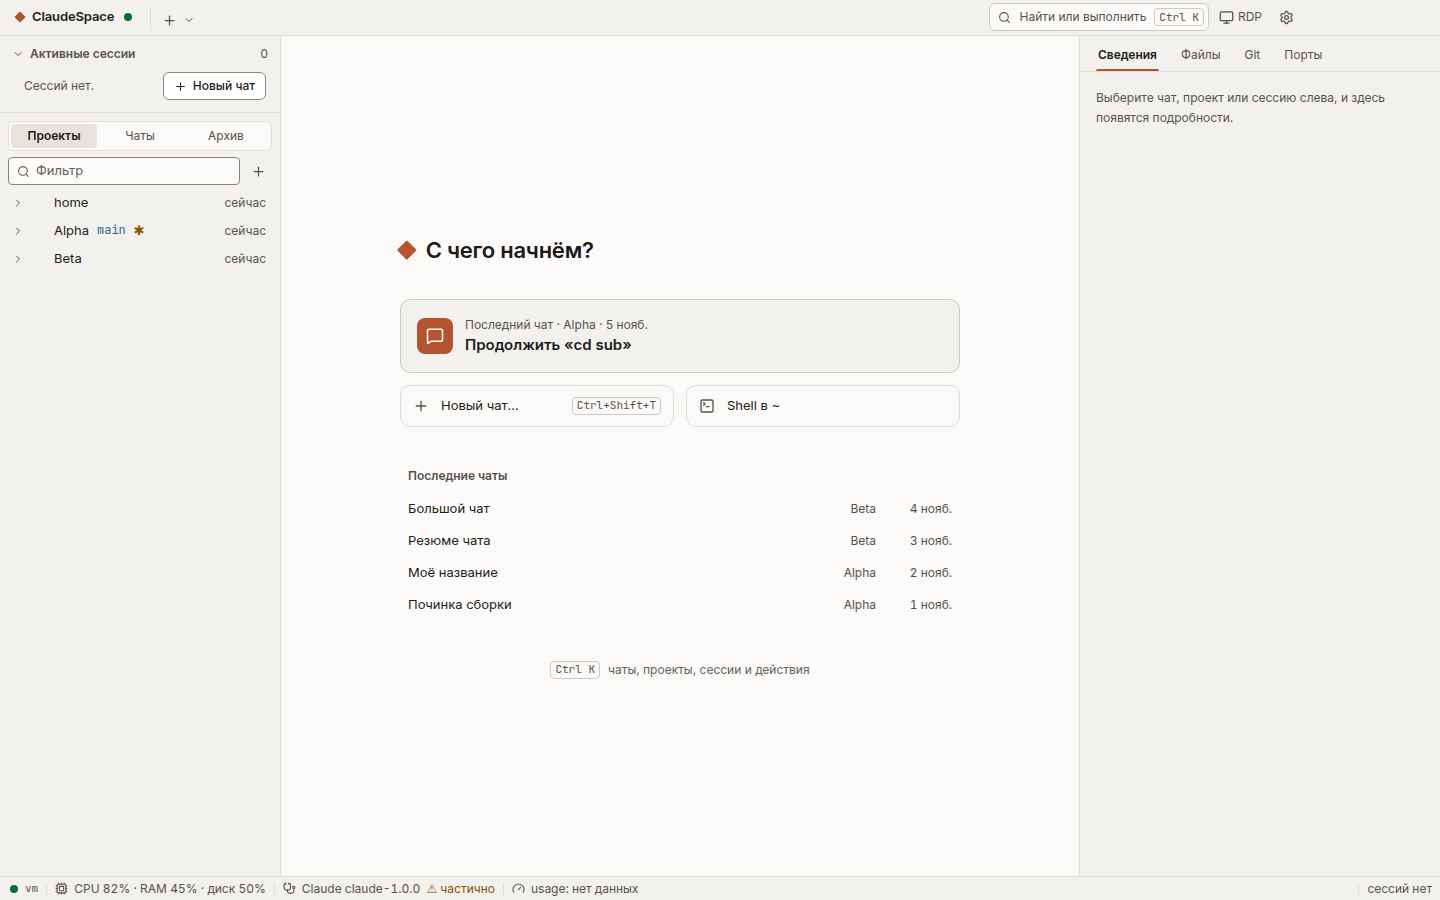 ClaudeSpace
Найти или выполнить Ctrl K
RDP
Активные сессии 0
Сессий нет.
Новый чат
Проекты Чаты Архив
Фильтр
home сейчас
Alpha main ✱ сейчас
Beta сейчас
С чего начнём?
Последний чат · Alpha · 5 нояб.
Продолжить «cd sub»
Новый чат... Ctrl+Shift+T
Shell в ~
Последние чаты
Большой чат Beta 4 нояб.
Резюме чата Beta 3 нояб.
Моё название Alpha 2 нояб.
Починка сборки Alpha 1 нояб.
Ctrl K чаты, проекты, сессии и действия
Сведения Файлы Git Порты
Выберите чат, проект или сессию слева, и здесь
появятся подробности.
vm CPU 82% · RAM 45% · диск 50% Claude claude-1.0.0 ⚠ частично usage: нет данных сессий нет